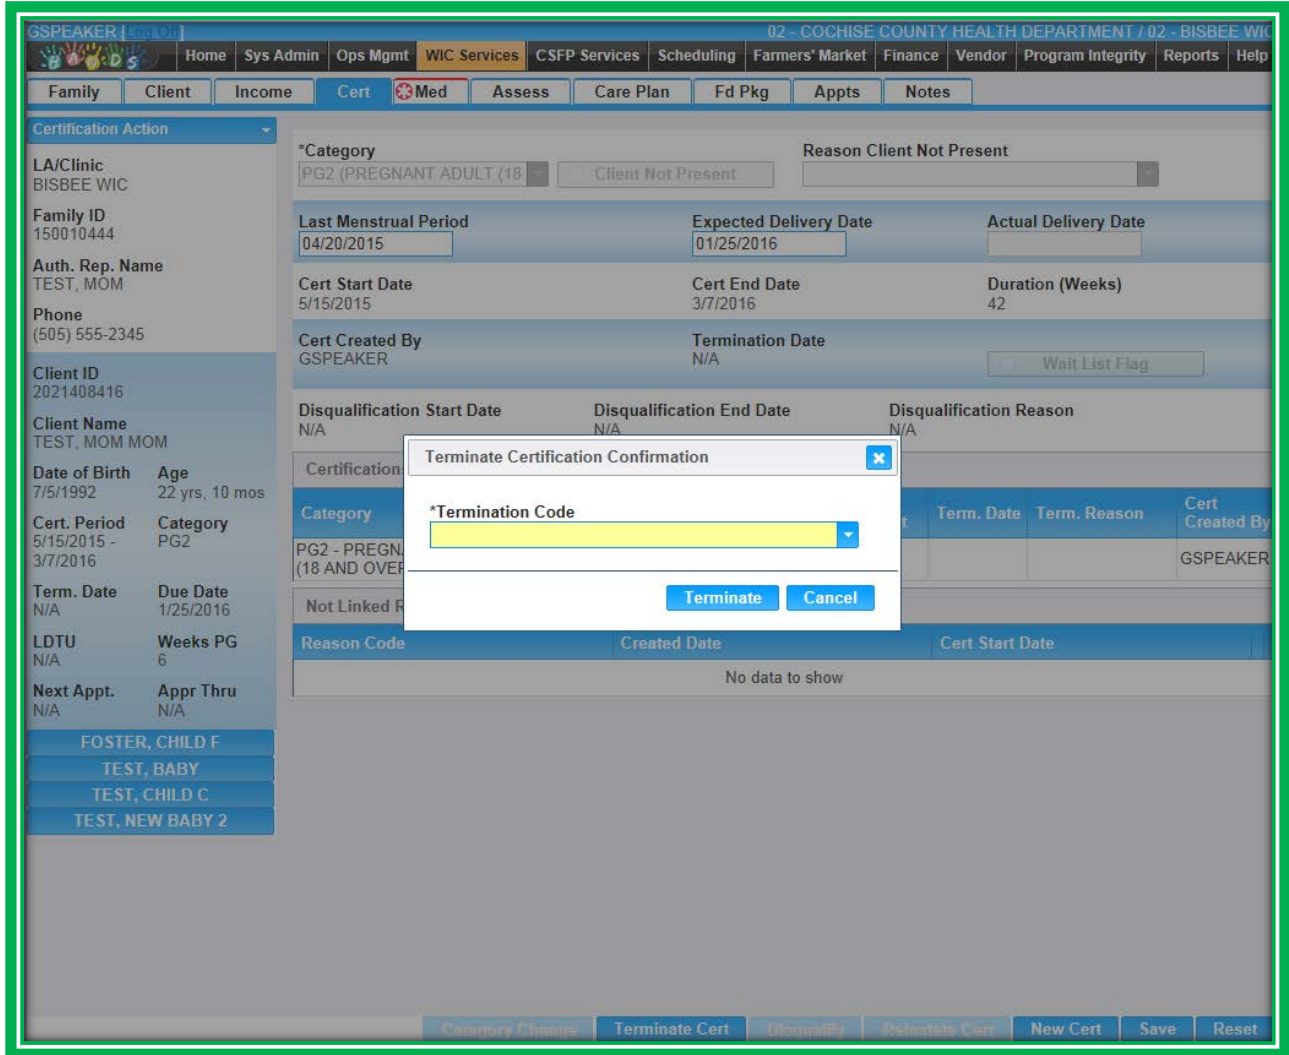 GSPEAKER [Log Off] 02 - COCHISE COUNTY HEALTH DEPARTMENT / 02 - BISBEE WIC
HANDS Home Sys Admin Ops Mgmt WIC Services CSFP Services Scheduling Farmers' Market Finance Vendor Program Integrity Reports Help
Family Client Income Cert Med Assess Care Plan Fd Pkg Appts Notes
Certification Action
LA/Clinic
BISBEE WIC
Family ID
150010444
Auth. Rep. Name
TEST, MOM
Phone
(505) 555-2345
Client ID
2021408416
Client Name
TEST, MOM MOM
Date of Birth Age
7/5/1992 22 yrs, 10 mos
Cert. Period Category
5/15/2015 - PG2
3/7/2016
Term. Date Due Date
N/A 1/25/2016
LDTU Weeks PG
N/A 6
Next Appt. Appr Thru
N/A N/A
FOSTER, CHILD F
TEST, BABY
TEST, CHILD C
TEST, NEW BABY 2
*Category Reason Client Not Present
PG2 (PREGNANT ADULT (18 Client Not Present
Last Menstrual Period Expected Delivery Date Actual Delivery Date
04/20/2015 01/25/2016
Cert Start Date Cert End Date Duration (Weeks)
5/15/2015 3/7/2016 42
Cert Created By Termination Date
GSPEAKER N/A Wait List Flag
Disqualification Start Date Disqualification End Date Disqualification Reason
N/A N/A N/A
Certification
Category Term. Date Term. Reason Cert
Created By
PG2 - PREGN GSPEAKER
(18 AND OVER
Not Linked R
Reason Code Created Date Cert Start Date
No data to show
Terminate Certification Confirmation
*Termination Code
Terminate Cancel
Category Change Terminate Cert Disqualify Reinstate Cert New Cert Save Reset